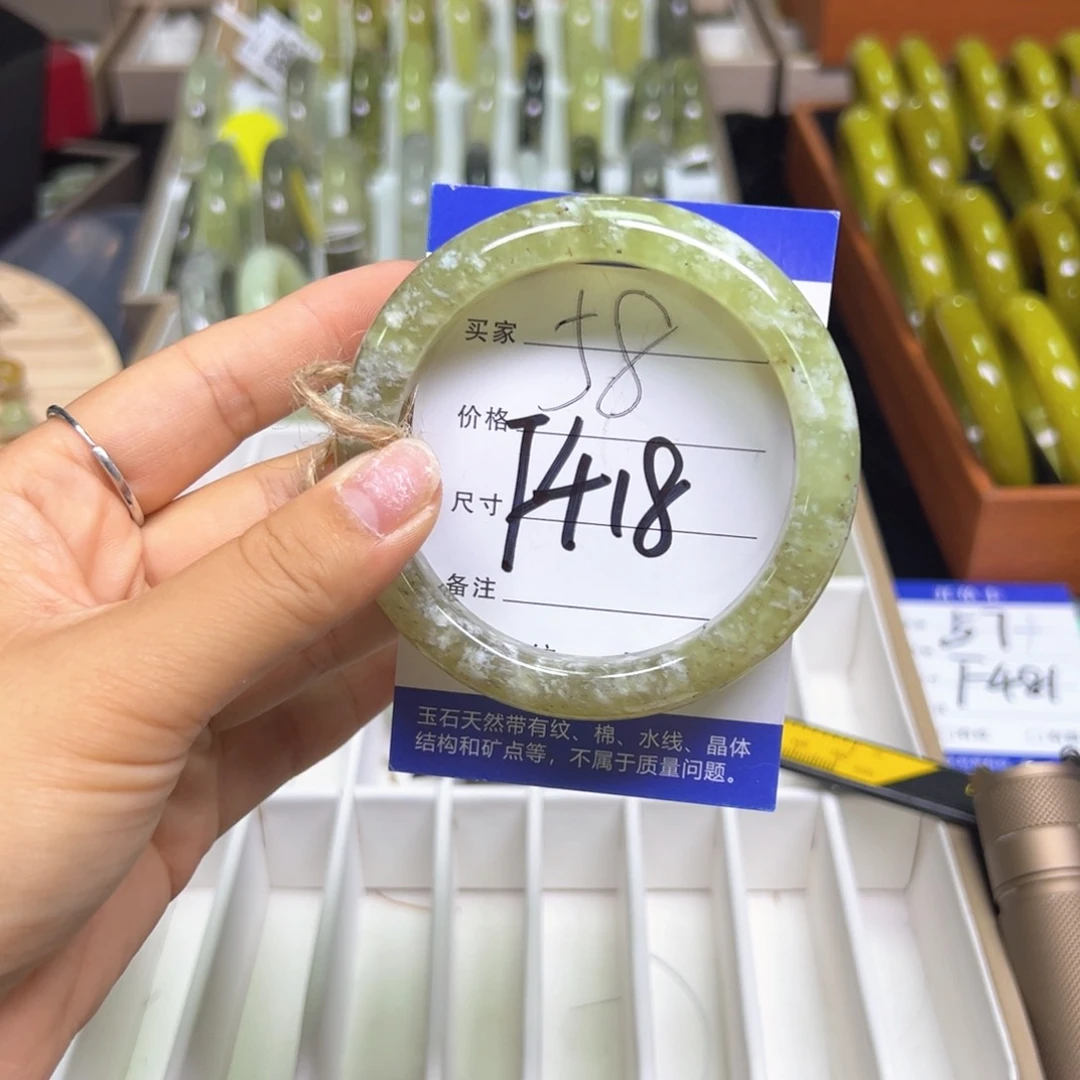 买家 58
价格
F418
尺寸
备注
玉石天然带有纹、棉、水线、晶体
结构和矿点等，不属于质量问题。
57
F481